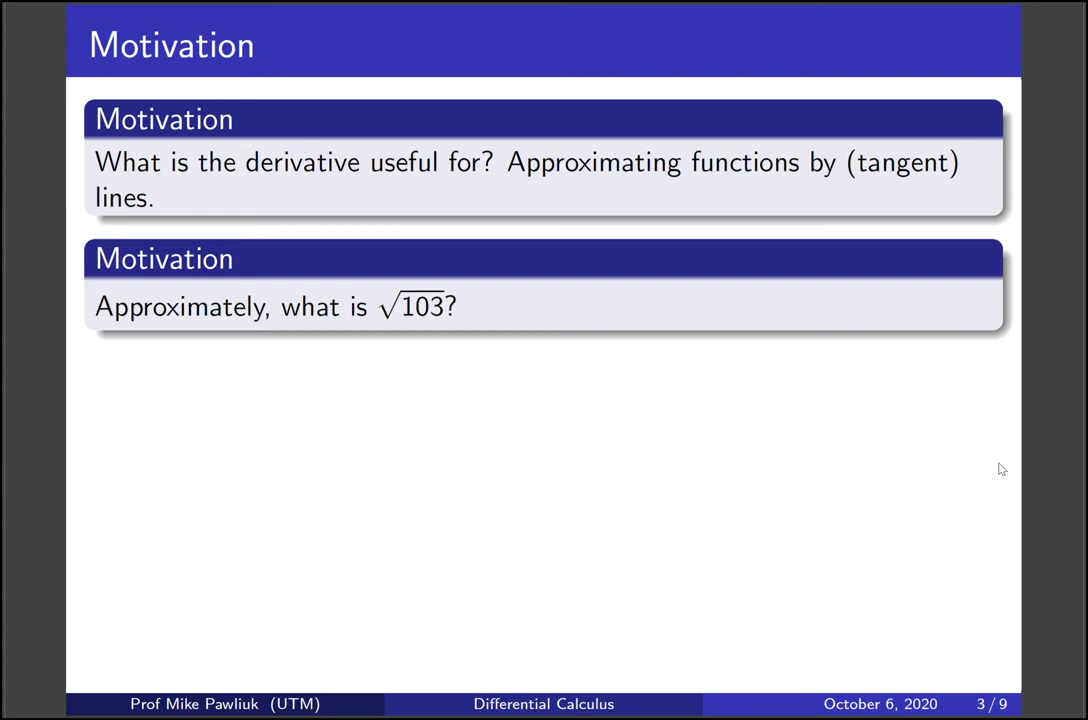 Motivation
Motivation
What is the derivative useful for? Approximating functions by (tangent)
lines.
Motivation
Approximately, what is √103?
Prof Mike Pawliuk (UTM) Differential Calculus October 6, 2020 3 / 9